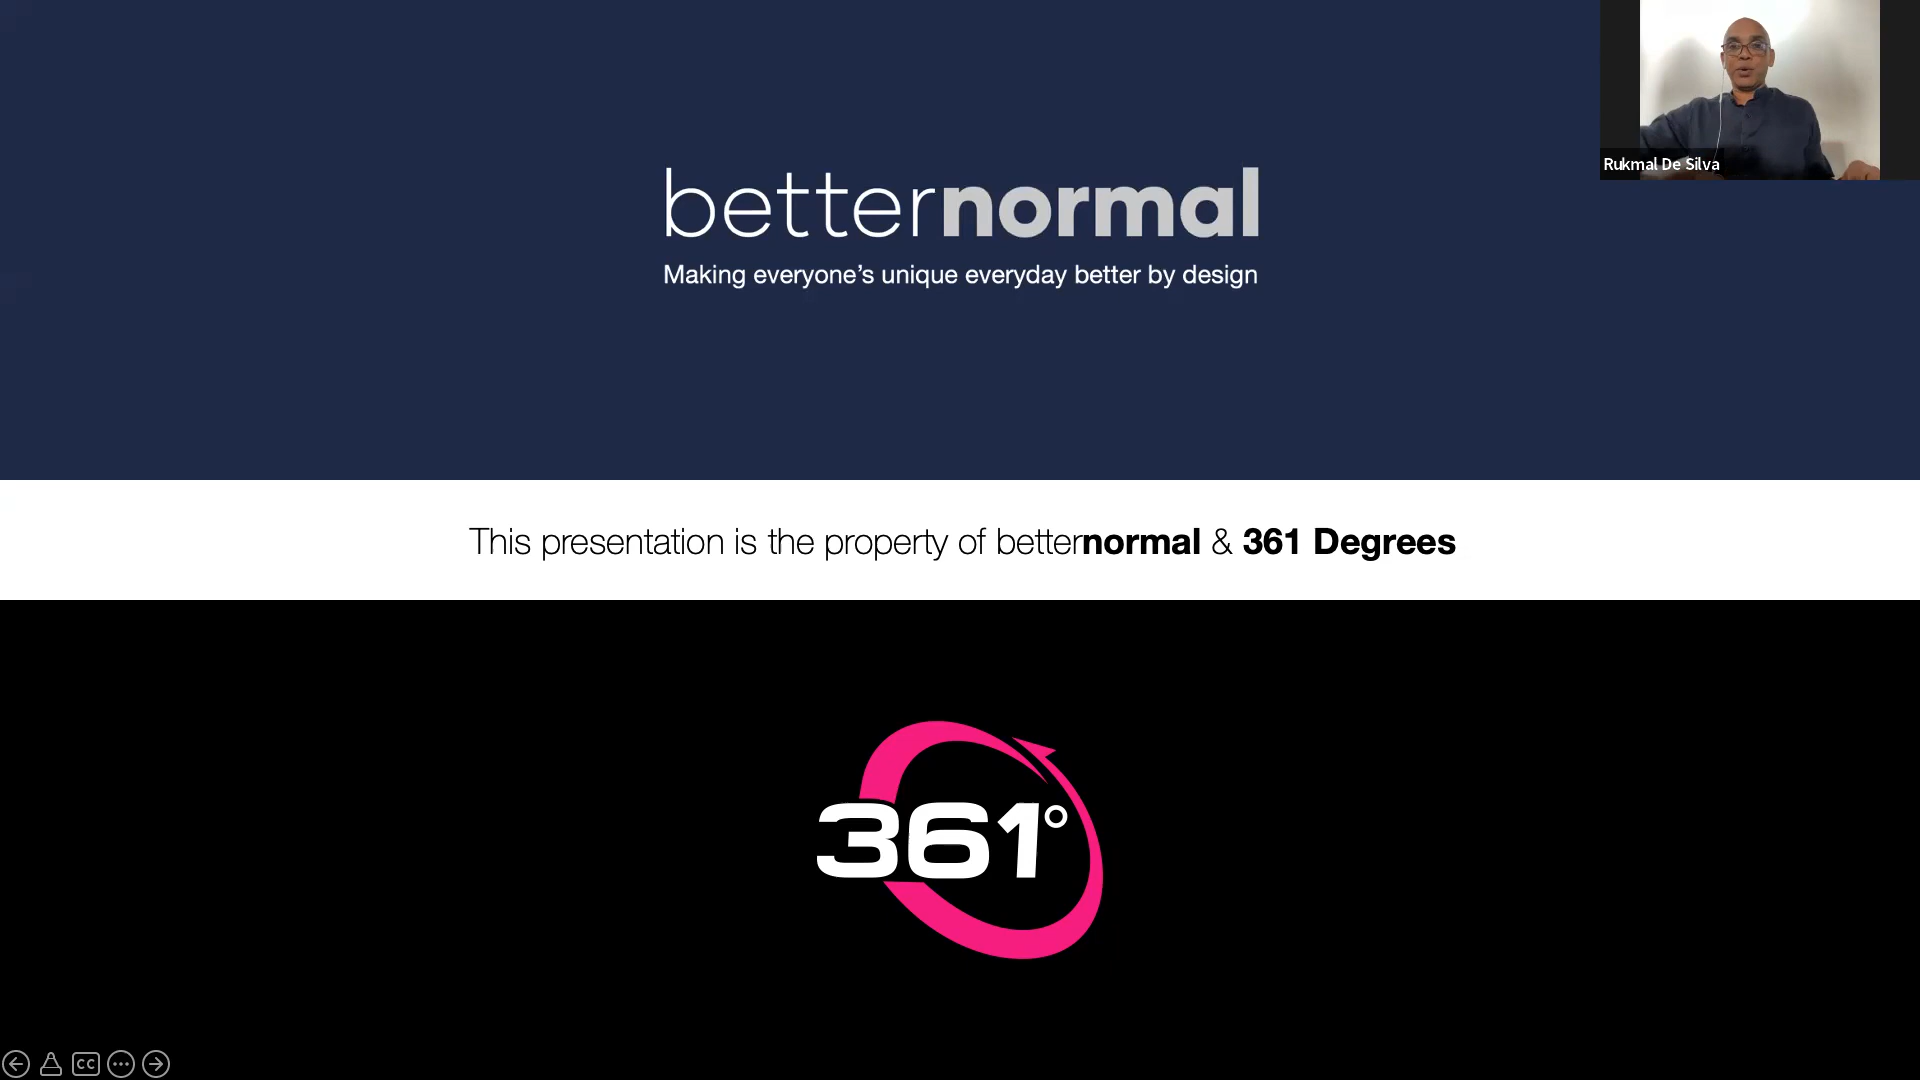 betternormal
Making everyone's unique everyday better by design
Rukmal De Silva
This presentation is the property of betternormal & 361 Degrees
361°
CC